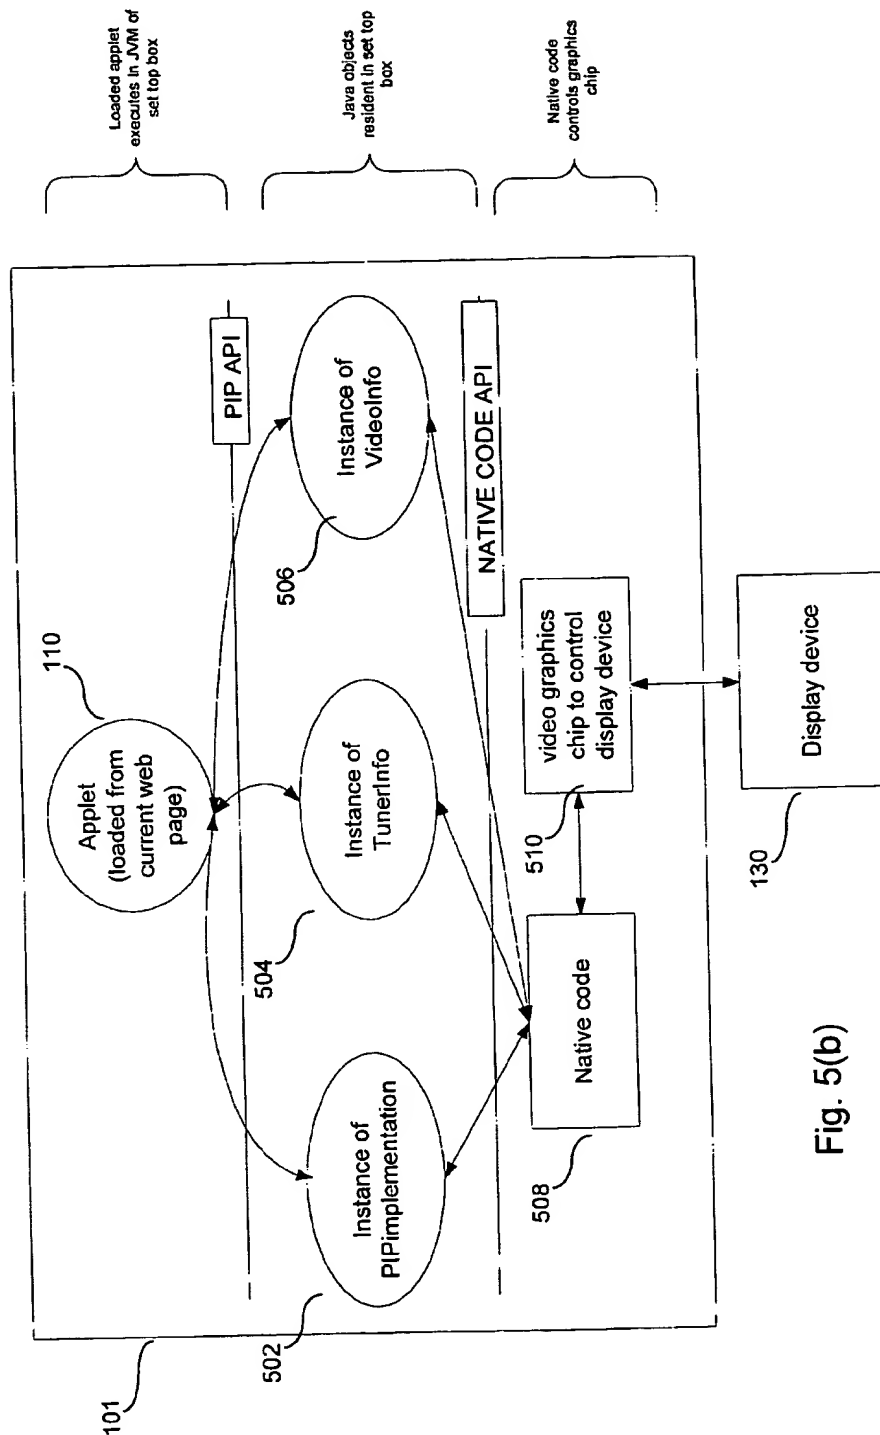 Loaded applet
executes in JVM of
set top box
Java objects
resident in set top
box
Native code
controls graphics
chip
110
Applet
(loaded from
current web
page)
PIP API
502
Instance of
PIPimplementation
504
Instance of
TunerInfo
506
Instance of
VideoInfo
NATIVE CODE API
508
Native code
510
video graphics
chip to control
display device
101
130
Display device
Fig. 5(b)